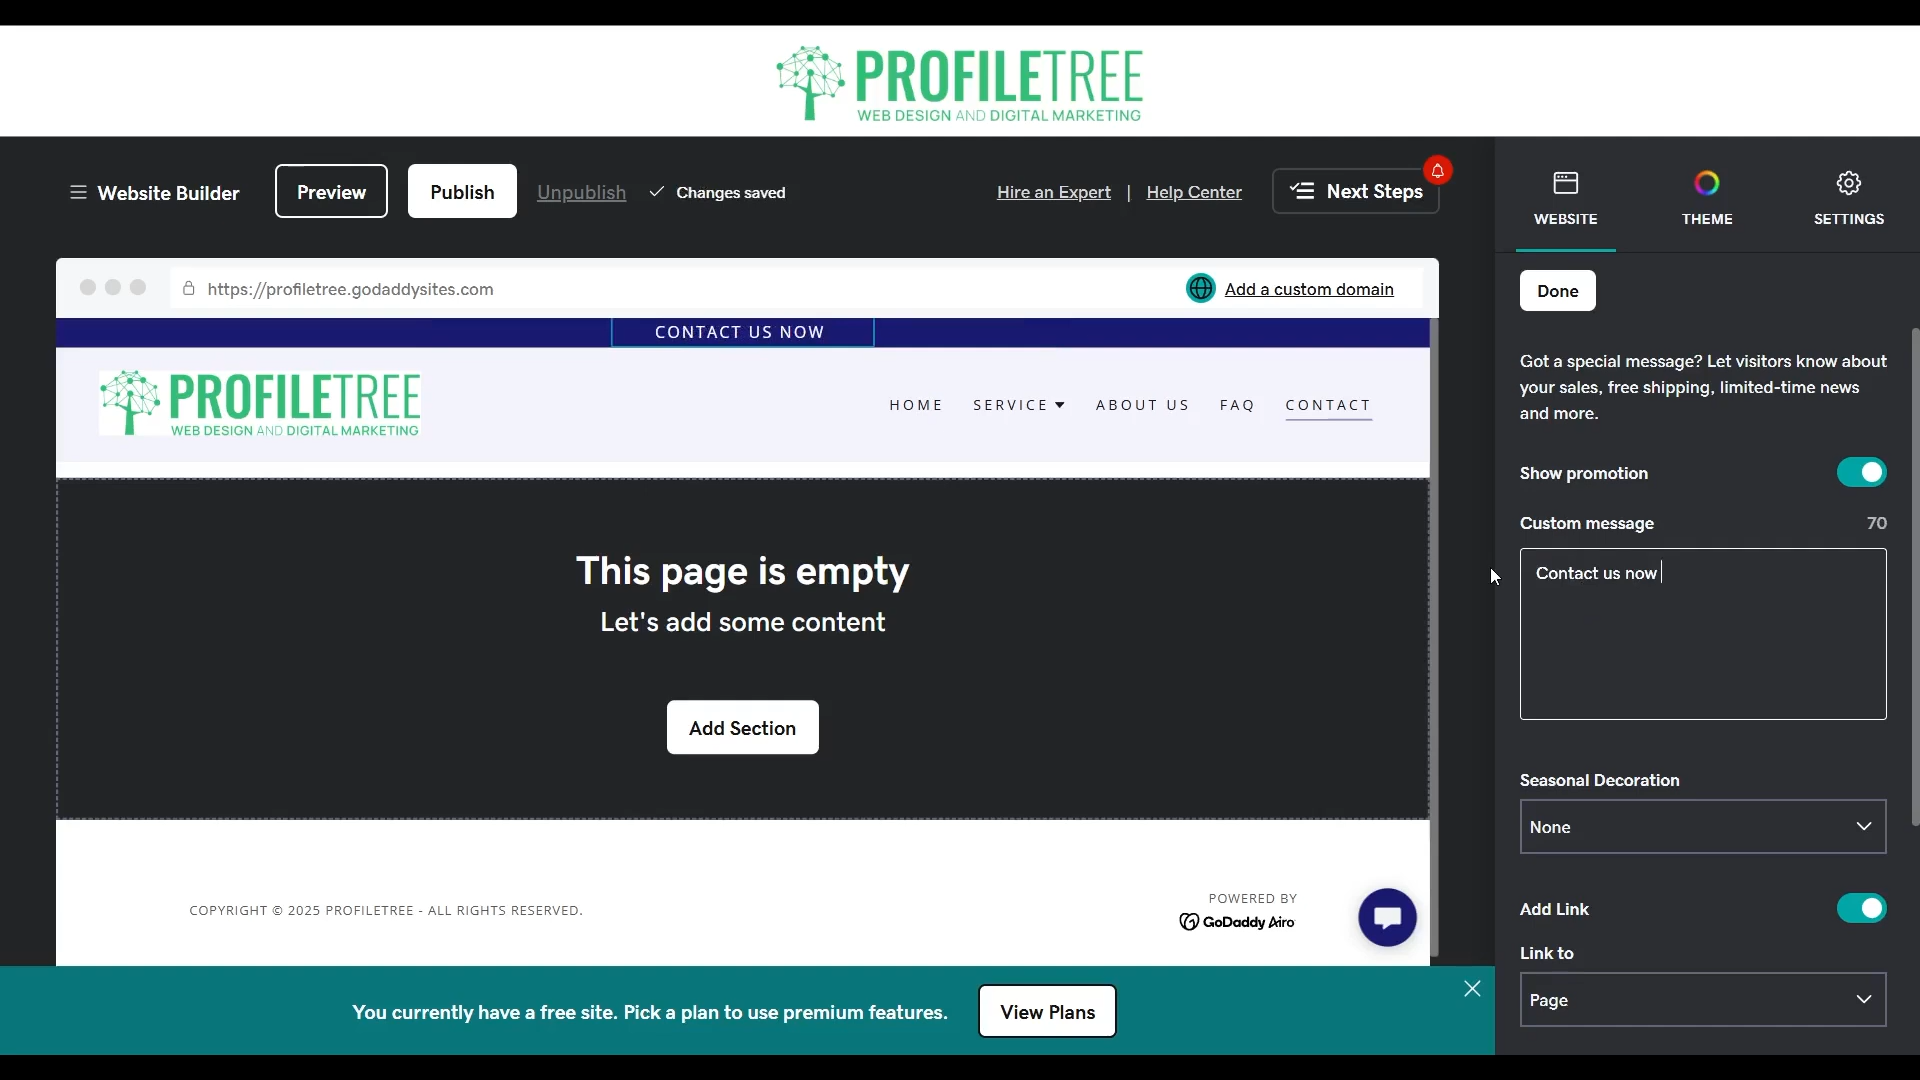 PROFILETREE
WEB DESIGN AND DIGITAL MARKETING
Website Builder
Preview
Publish
Unpublish
Changes saved
Hire an Expert | Help Center
Next Steps
WEBSITE
THEME
SETTINGS
https://profiletree.godaddysites.com
Add a custom domain
Done
CONTACT US NOW
PROFILETREE
WEB DESIGN AND DIGITAL MARKETING
HOME
SERVICE
ABOUT US
FAQ
CONTACT
Got a special message? Let visitors know about
your sales, free shipping, limited-time news
and more.
Show promotion
Custom message
70
Contact us now
This page is empty
Let's add some content
Add Section
Seasonal Decoration
None
COPYRIGHT © 2025 PROFILETREE - ALL RIGHTS RESERVED.
POWERED BY
GoDaddy Airo
Add Link
Link to
Page
You currently have a free site. Pick a plan to use premium features.
View Plans